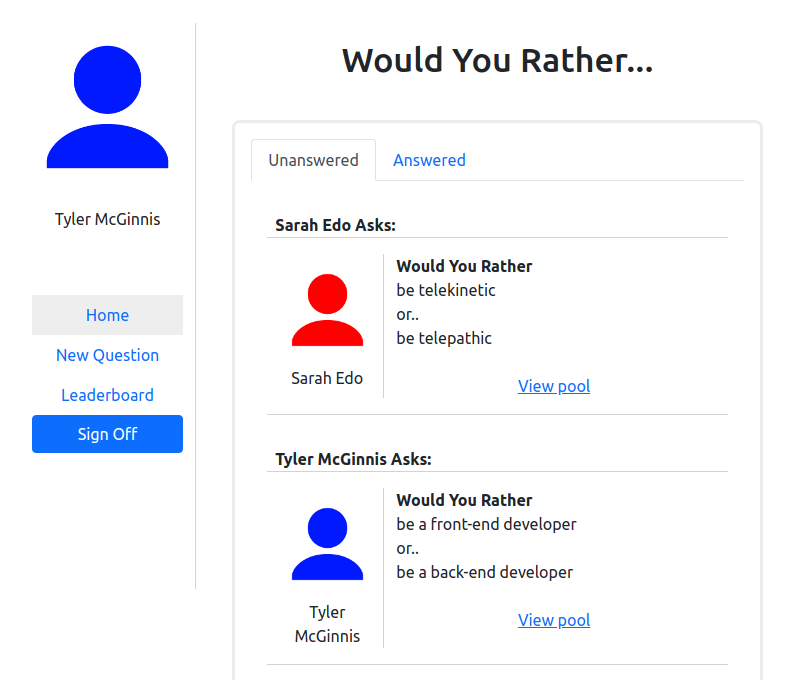 Would You Rather...
Tyler McGinnis
Home
New Question
Leaderboard
Sign Off
Unanswered
Answered
Sarah Edo Asks:
Sarah Edo
Would You Rather
be telekinetic
or..
be telepathic
View pool
Tyler McGinnis Asks:
Tyler
McGinnis
Would You Rather
be a front-end developer
or..
be a back-end developer
View pool